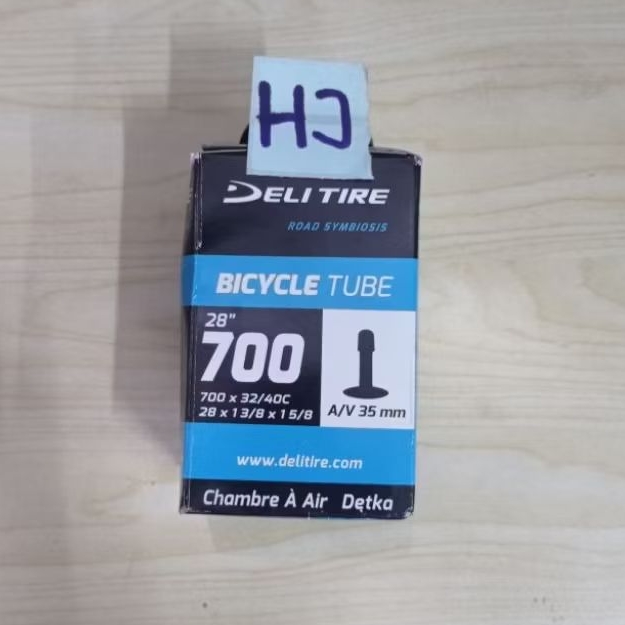 HJ
DELI TIRE
ROAD SYMBIOSIS
BICYCLE TUBE
28"
700
700 x 32/40C
28 x 1 3/8 x 1 5/8
A/V 35 mm
www.delitire.com
Chambre À Air Dętka